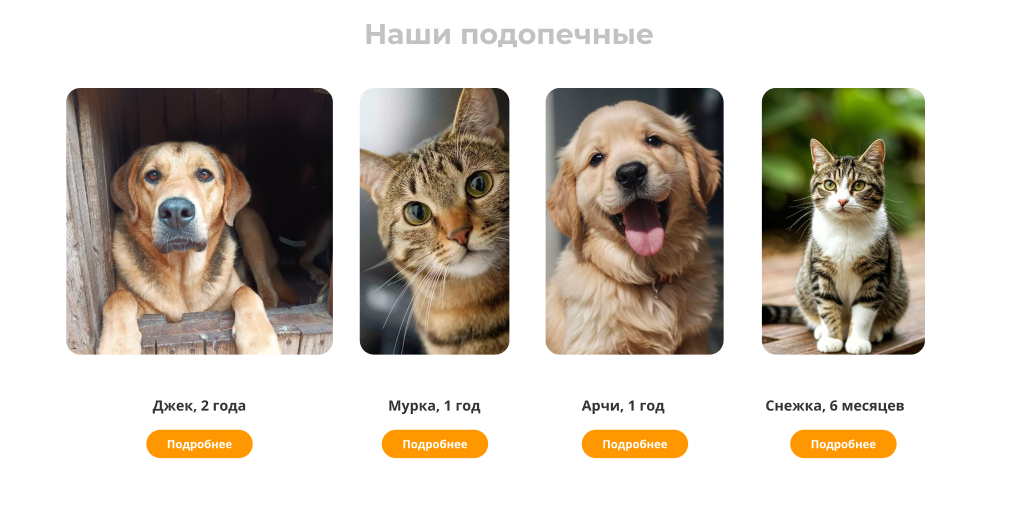 Наши подопечные
Джек, 2 года
Мурка, 1 год
Арчи, 1 год
Снежка, 6 месяцев
Подробнее
Подробнее
Подробнее
Подробнее